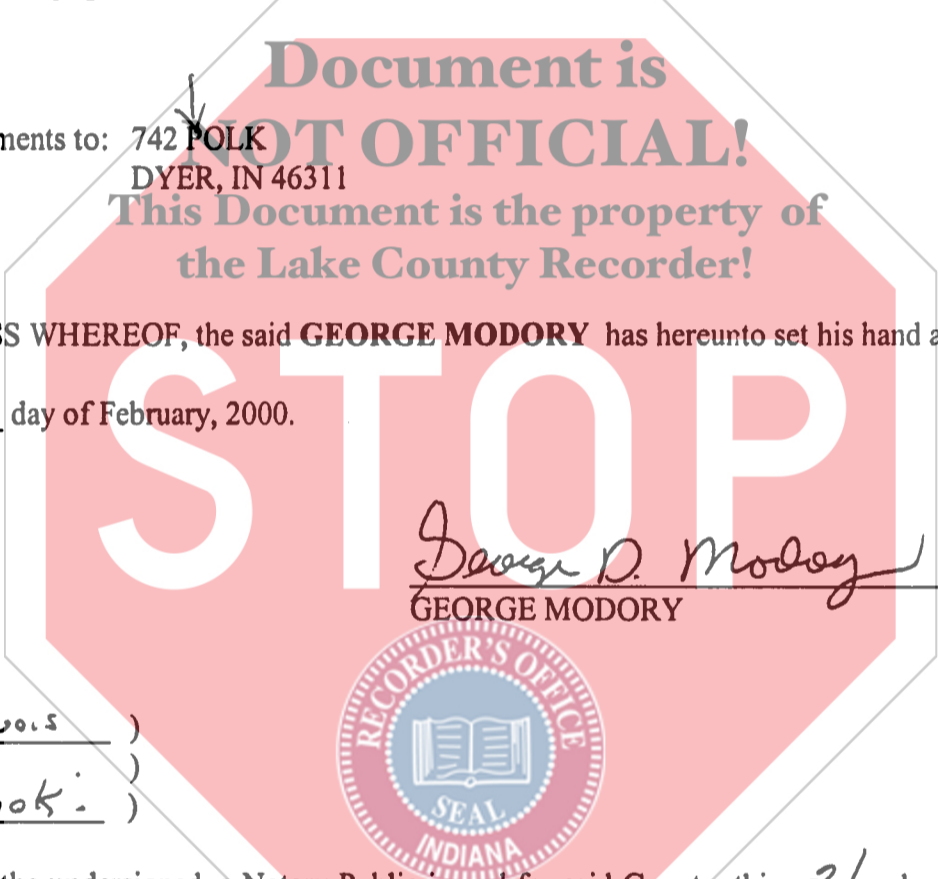 Document is
NOT OFFICIAL!
ments to: 742 POLK
DYER, IN 46311
This Document is the property of
the Lake County Recorder!
S WHEREOF, the said GEORGE MODORY has hereunto set his hand a
day of February, 2000.
STOP
George D. Modory
GEORGE MODORY
)
)
ook. )
RECORDER'S OFFICE
SEAL
INDIANA